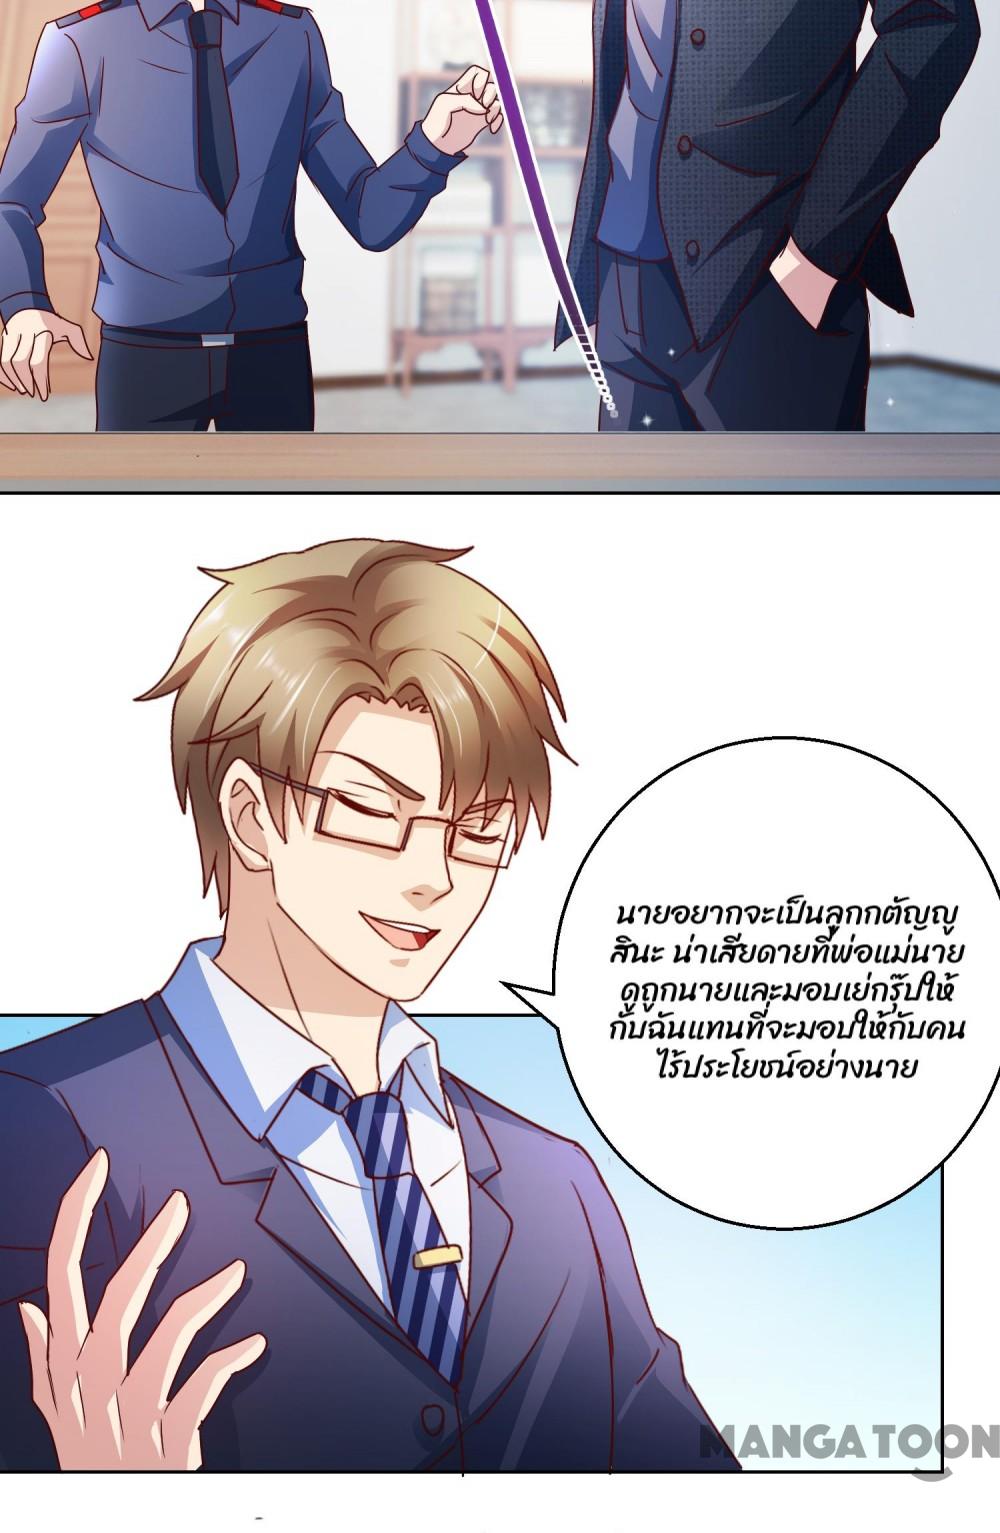 นายอยากจะเป็นลูกกตัญญู
สินะ น่าเสียดายที่พ่อแม่นาย
ดูถูกนายและมอบเย่กรุ๊ปให้
กับฉันแทนที่จะมอบให้กับคน
ไร้ประโยชน์อย่างนาย
MANGATOON